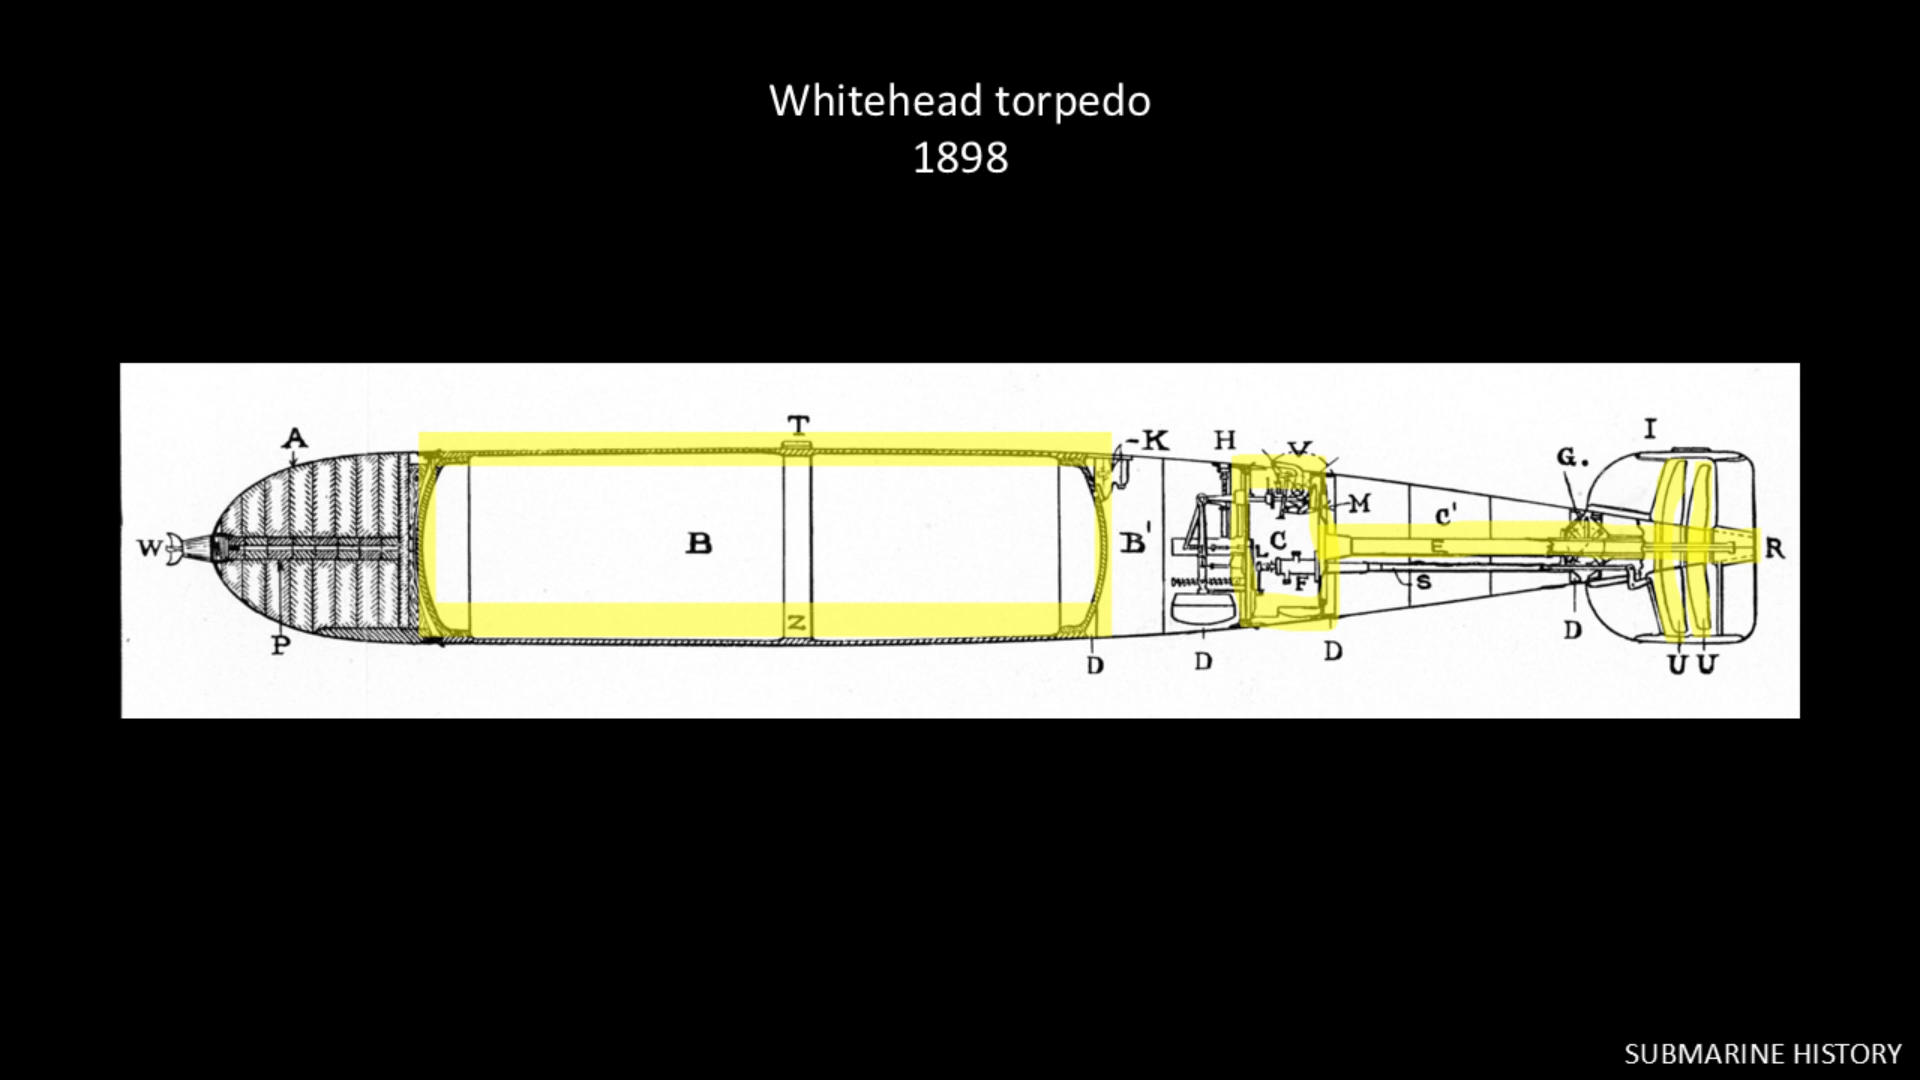 Whitehead torpedo
1898
A
T
-K
H
V
G.
I
W
B
B'
M
C'
C
L
E
R
F
S
P
Z
D
D
D
D
U U
SUBMARINE HISTORY